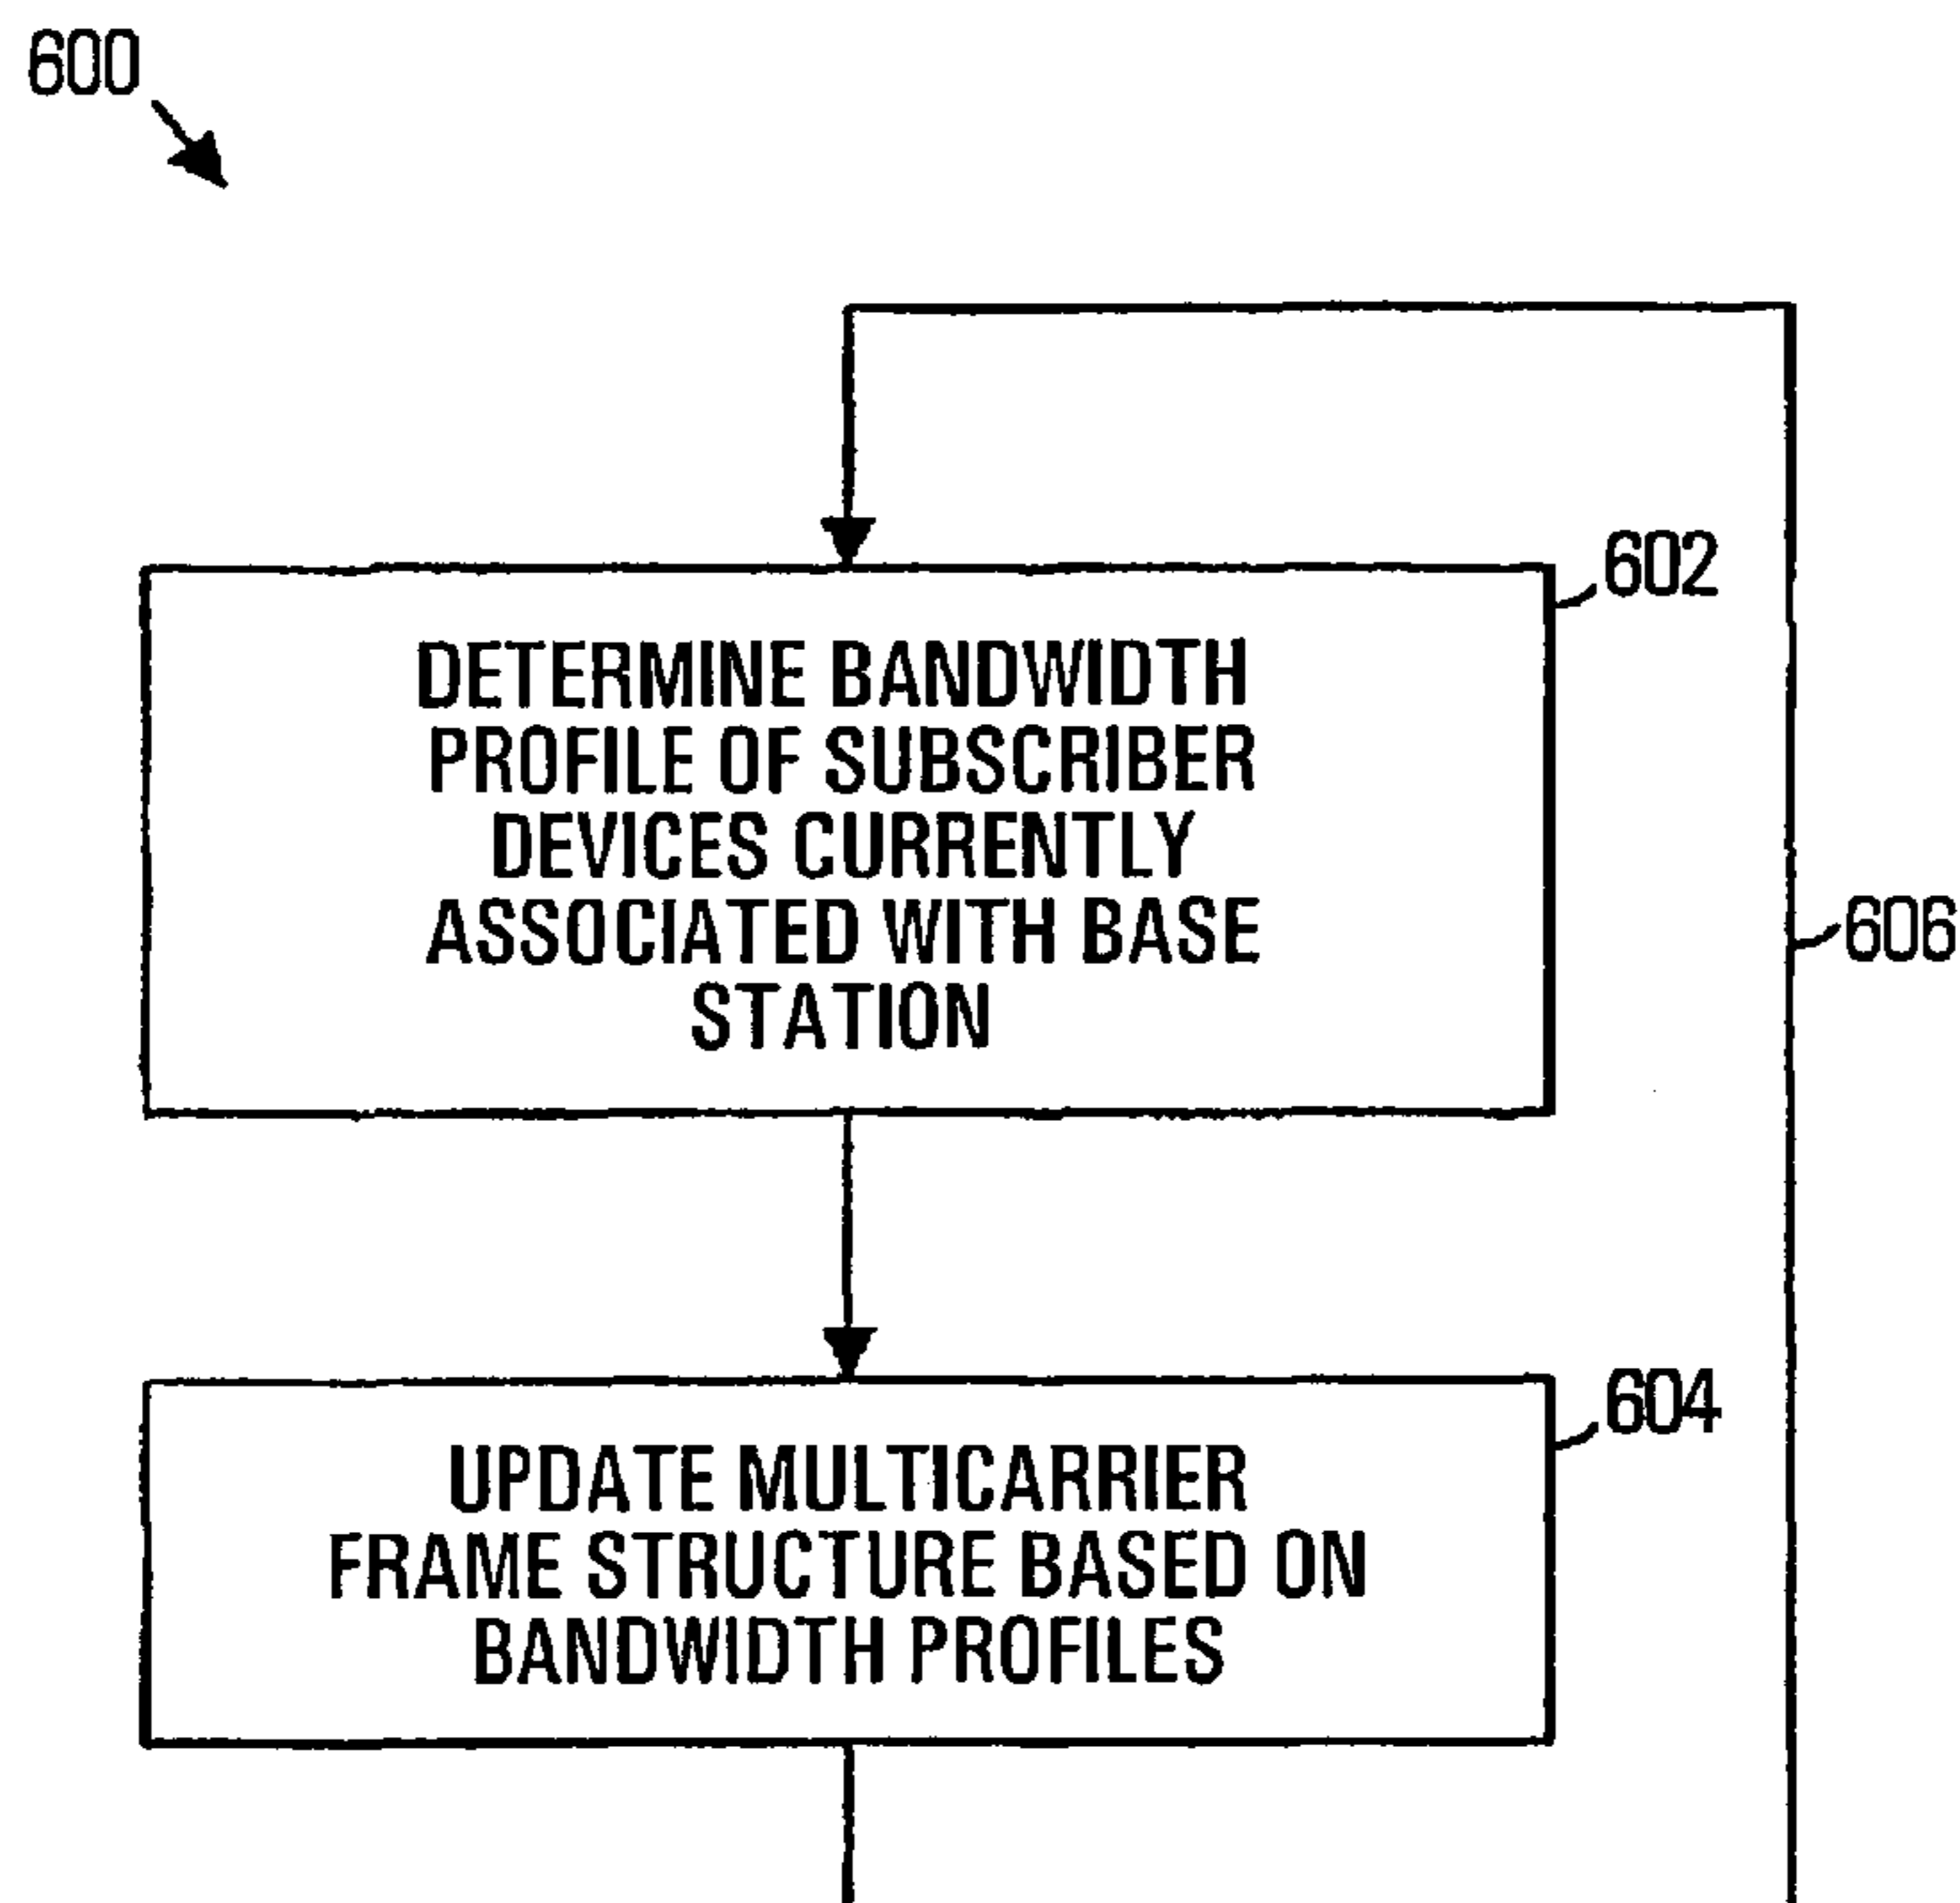 600
602
DETERMINE BANDWIDTH
PROFILE OF SUBSCRIBER
DEVICES CURRENTLY
ASSOCIATED WITH BASE
STATION
606
604
UPDATE MULTICARRIER
FRAME STRUCTURE BASED ON
BANDWIDTH PROFILES